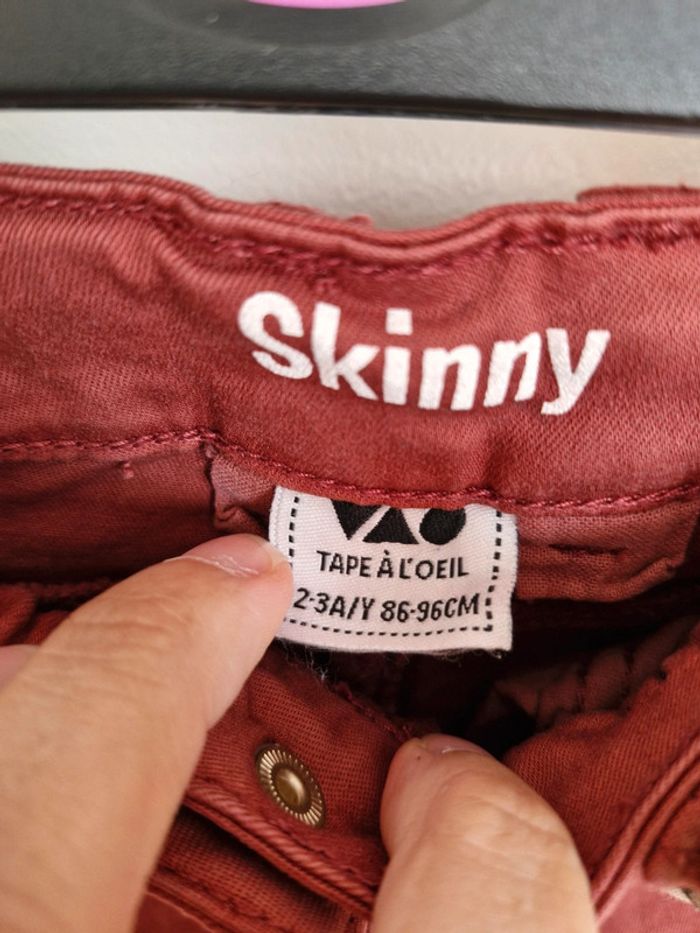 Skinny
TAPE À L'OEIL
2-3A/Y 86-96CM